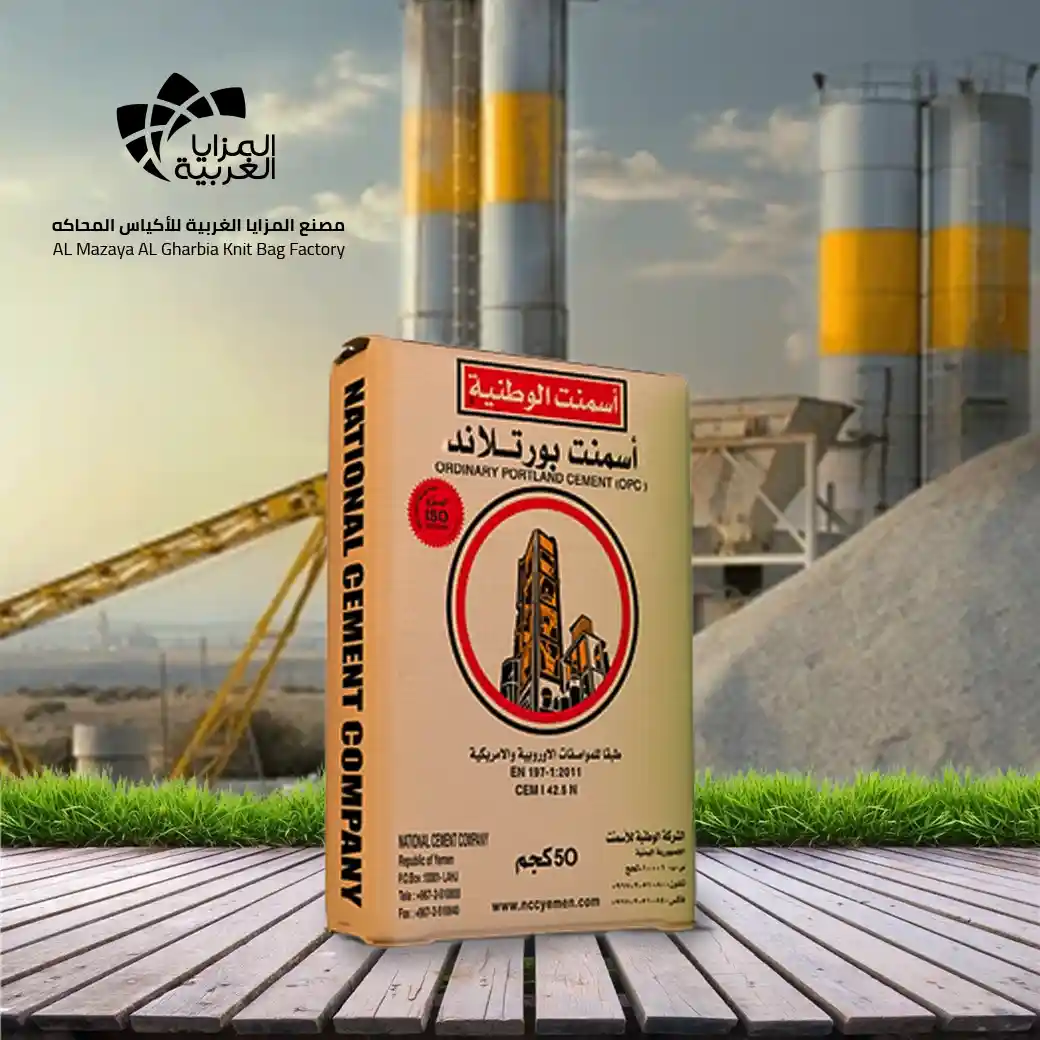 المزايا
الغربية
مصنع المزايا الغربية للأكياس المحاكه
AL Mazaya AL Gharbia Knit Bag Factory
أسمنت الوطنية
أسمنت بورتلاند
ORDINARY PORTLAND CEMENT (OPC)
ISO
NATIONAL CEMENT COMPANY
طبقا للمواصفات الاوروبية والامريكية
EN 197-1:2011
CEM I 42.5 N
NATIONAL CEMENT COMPANY
Republic of Yemen
50 كجم
www.nccyemen.com
الشركة الوطنية للأسمنت
الجمهورية اليمنية